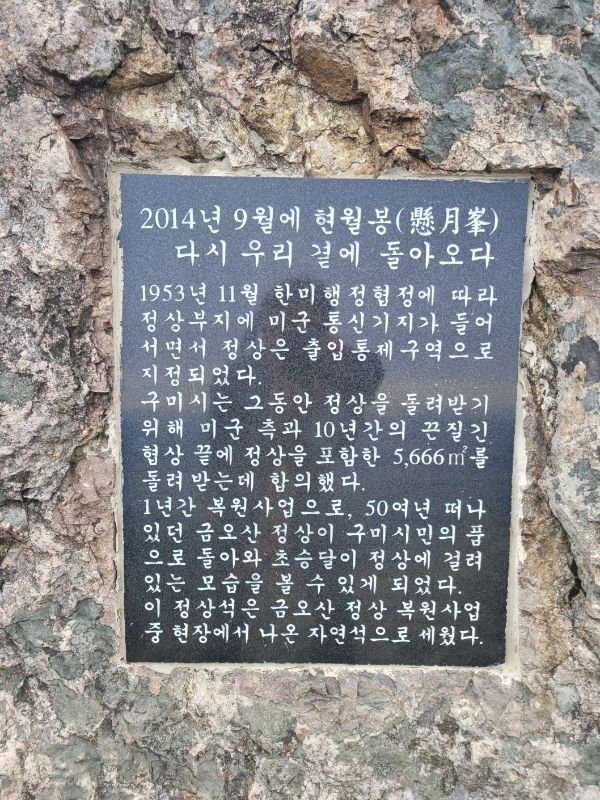 2014년 9월에 현월봉(懸月峯)
다시 우리 곁에 돌아오다
1953년 11월 한미행정협정에 따라
정상부지에 미군 통신기지가 들어
서면서 정상은 출입통제구역으로
지정되었다.
구미시는 그동안 정상을 돌려받기
위해 미군 측과 10년간의 끈질긴
협상 끝에 정상을 포함한 5,666㎡를
돌려받는데 합의했다.
1년간 복원사업으로, 50여년 떠나
있던 금오산 정상이 구미시민의 품
으로 돌아와 초승달이 정상에 걸려
있는 모습을 볼 수 있게 되었다.
이 정상석은 금오산 정상 복원사업
중 현장에서 나온 자연석으로 세웠다.